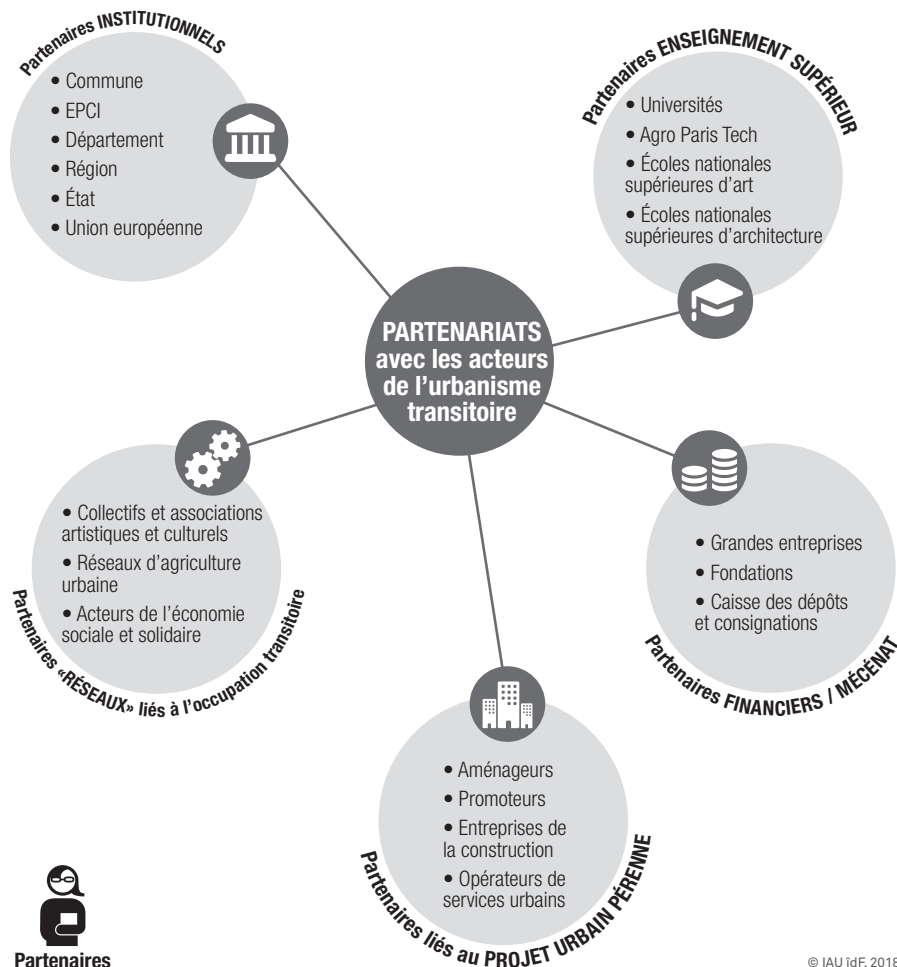 Partenaires INSTITUTIONNELS
• Commune
• EPCI
• Département
• Région
• État
• Union européenne
Partenaires ENSEIGNEMENT SUPÉRIEUR
• Universités
• Agro Paris Tech
• Écoles nationales
supérieures d'art
• Écoles nationales
supérieures d'architecture
PARTENARIATS
avec les acteurs
de l'urbanisme
transitoire
• Collectifs et associations
artistiques et culturels
• Réseaux d'agriculture
urbaine
• Acteurs de l'économie
sociale et solidaire
Partenaires «RÉSEAUX» liés à l'occupation transitoire
• Grandes entreprises
• Fondations
• Caisse des dépôts
et consignations
Partenaires FINANCIERS / MÉCÉNAT
• Aménageurs
• Promoteurs
• Entreprises de
la construction
• Opérateurs de
services urbains
Partenaires liés au PROJET URBAIN PÉRENNE
Partenaires
© IAU îdF, 2018